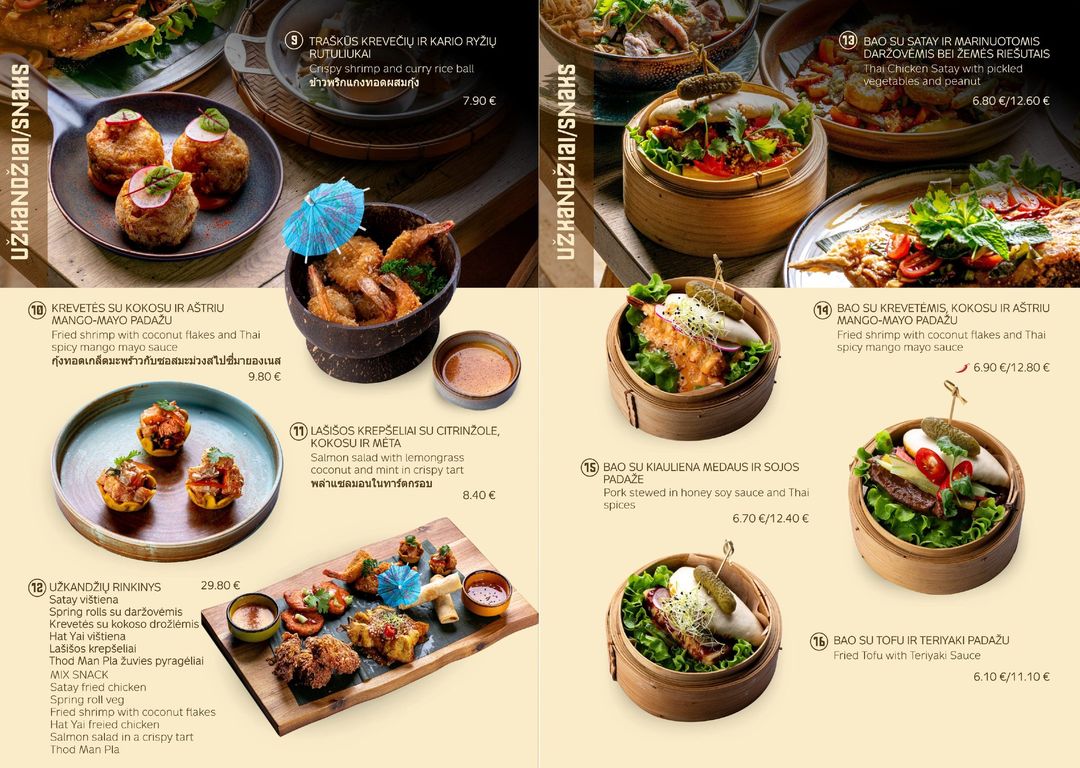 UŽKANDŽIAI/SNAKS
9 TRAŠKŪS KREVEČIŲ IR KARIO RYŽIŲ
RUTULIUKAI
Crispy shrimp and curry rice ball
ข้าวพริกแกงทอดผสมกุ้ง
7.90 €
10 KREVETĖS SU KOKOSU IR AŠTRIU
MANGO-MAYO PADAŽU
Fried shrimp with coconut flakes and Thai
spicy mango mayo sauce
กุ้งทอดเกล็ดมะพร้าวกับซอสมะม่วงสไปซี่มายองเนส
9.80 €
11 LAŠIŠOS KREPŠELIAI SU CITRINŽOLE,
KOKOSU IR MĖTA
Salmon salad with lemongrass
coconut and mint in crispy tart
พล่าแซลมอนในทาร์ตกรอบ
8.40 €
12 UŽKANDŽIŲ RINKINYS 29.80 €
Satay vištiena
Spring rolls su daržovėmis
Krevetės su kokoso drožlėmis
Hat Yai vištiena
Lašišos krepšeliai
Thod Man Pla žuvies pyragėliai
MIX SNACK
Satay fried chicken
Spring roll veg
Fried shrimp with coconut flakes
Hat Yai freied chicken
Salmon salad in a crispy tart
Thod Man Pla
UŽKANDŽIAI/SNAKS
13 BAO SU SATAY IR MARINUOTOMIS
DARŽOVĖMIS BEI ŽEMĖS RIEŠUTAIS
Thai Chicken Satay with pickled
vegetables and peanut
6.80 €/12.60 €
14 BAO SU KREVETĖMIS, KOKOSU IR AŠTRIU
MANGO-MAYO PADAŽU
Fried shrimp with coconut flakes and Thai
spicy mango mayo sauce
6.90 €/12.80 €
15 BAO SU KIAULIENA MEDAUS IR SOJOS
PADAŽE
Pork stewed in honey soy sauce and Thai
spices
6.70 €/12.40 €
16 BAO SU TOFU IR TERIYAKI PADAŽU
Fried Tofu with Teriyaki Sauce
6.10 €/11.10 €